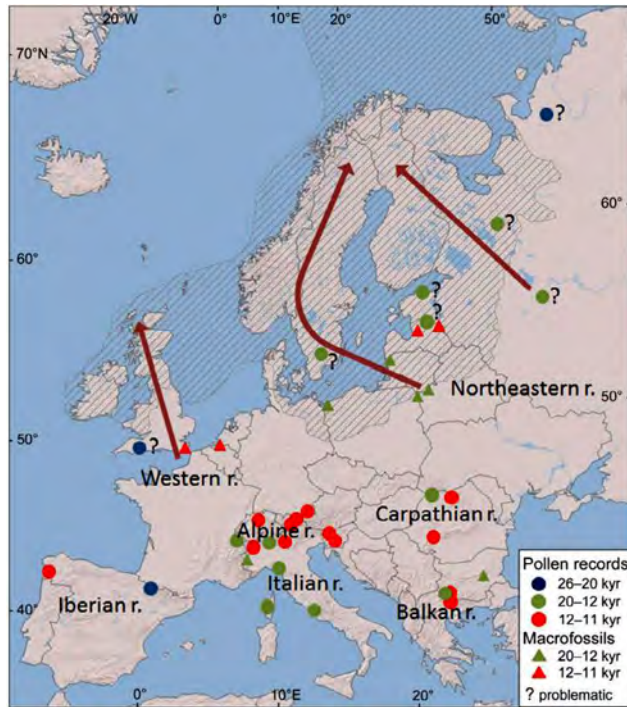 20°W 0° 10°E 20° 50°
70°N
?
?
60°
60°
?
?
?
?
Northeastern r.
50°
50°
?
Western r.
Carpathian r.
Alpine r.
Italian r.
Iberian r.
Balkan r.
40°
40°
0° 10°E 20°
Pollen records
26–20 kyr
20–12 kyr
12–11 kyr
Macrofossils
20–12 kyr
12–11 kyr
? problematic